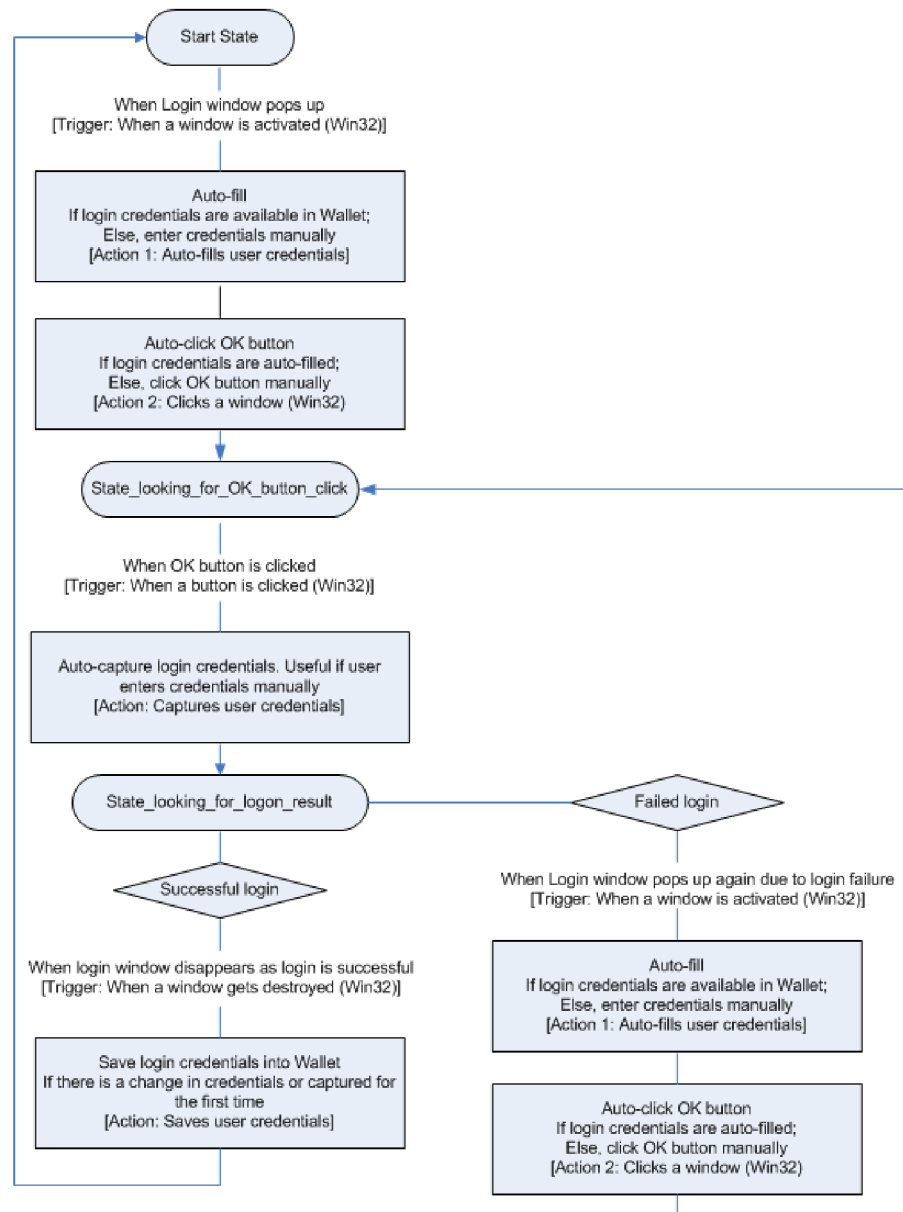 Start State
When Login window pops up
[Trigger: When a window is activated (Win32)]
Auto-fill
If login credentials are available in Wallet;
Else, enter credentials manually
[Action 1: Auto-fills user credentials]
Auto-click OK button
If login credentials are auto-filled;
Else, click OK button manually
[Action 2: Clicks a window (Win32)
State_looking_for_OK_button_click
When OK button is clicked
[Trigger: When a button is clicked (Win32)]
Auto-capture login credentials. Useful if user
enters credentials manually
[Action: Captures user credentials]
State_looking_for_logon_result
Failed login
Successful login
When login window disappears as login is successful
[Trigger: When a window gets destroyed (Win32)]
Save login credentials into Wallet
If there is a change in credentials or captured for
the first time
[Action: Saves user credentials]
When Login window pops up again due to login failure
[Trigger: When a window is activated (Win32)]
Auto-fill
If login credentials are available in Wallet;
Else, enter credentials manually
[Action 1: Auto-fills user credentials]
Auto-click OK button
If login credentials are auto-filled;
Else, click OK button manually
[Action 2: Clicks a window (Win32)